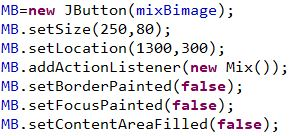 MB=new JButton(mixBimage);
MB.setSize(250,80);
MB.setLocation(1300,300);
MB.addActionListener(new Mix());
MB.setBorderPainted(false);
MB.setFocusPainted(false);
MB.setContentAreaFilled(false);